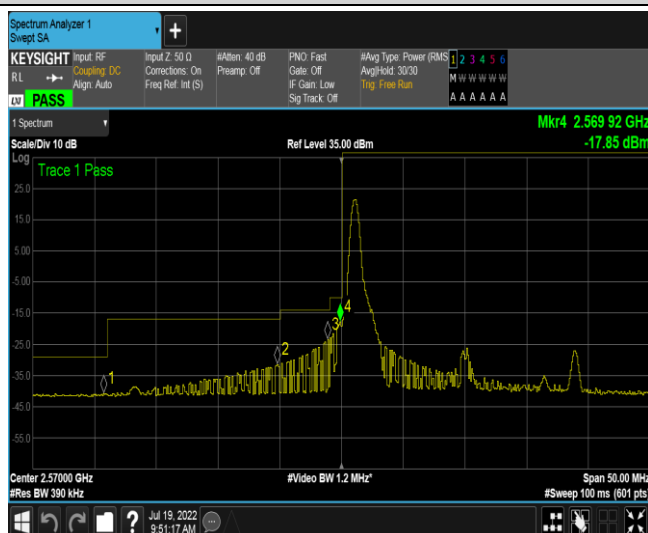 Spectrum Analyzer 1
Swept SA
KEYSIGHT Input: RF Input Z: 50 Ω #Atten: 40 dB PNO: Fast #Avg Type: Power (RMS 1 2 3 4 5 6
R L Coupling: DC Corrections: On Preamp: Off Gate: Off Avg|Hold: 30/30 M W W W W W
Align: Auto Freq Ref: Int (S) IF Gain: Low Trig: Free Run
LXI PASS Sig Track: Off A A A A A A
1 Spectrum Mkr4 2.569 92 GHz
Scale/Div 10 dB Ref Level 35.00 dBm -17.85 dBm
Log
Trace 1 Pass
25.0
15.0
5.00
-5.00
-15.0 4
3
-25.0 2
-35.0 1
-45.0
-55.0
Center 2.57000 GHz #Video BW 1.2 MHz* Span 50.00 MHz
#Res BW 390 kHz #Sweep 100 ms (601 pts)
? Jul 19, 2022
9:51:17 AM